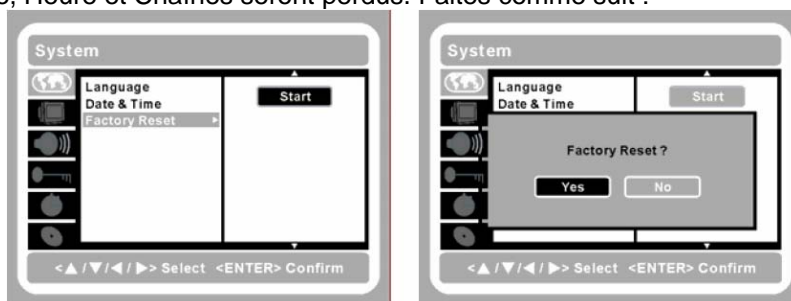 , Heure et Chaînes seront perdus. Faites comme suit :
System
Language
Date & Time
Factory Reset
Start
<▲/▼/◀/▶> Select <ENTER> Confirm
System
Language
Date & Time
Start
Factory Reset ?
Yes
No
<▲/▼/◀/▶> Select <ENTER> Confirm